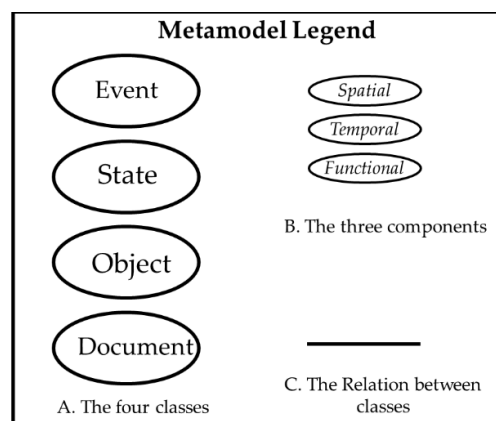 Metamodel Legend
Event
State
Object
Document
A. The four classes
Spatial
Temporal
Functional
B. The three components
C. The Relation between
classes